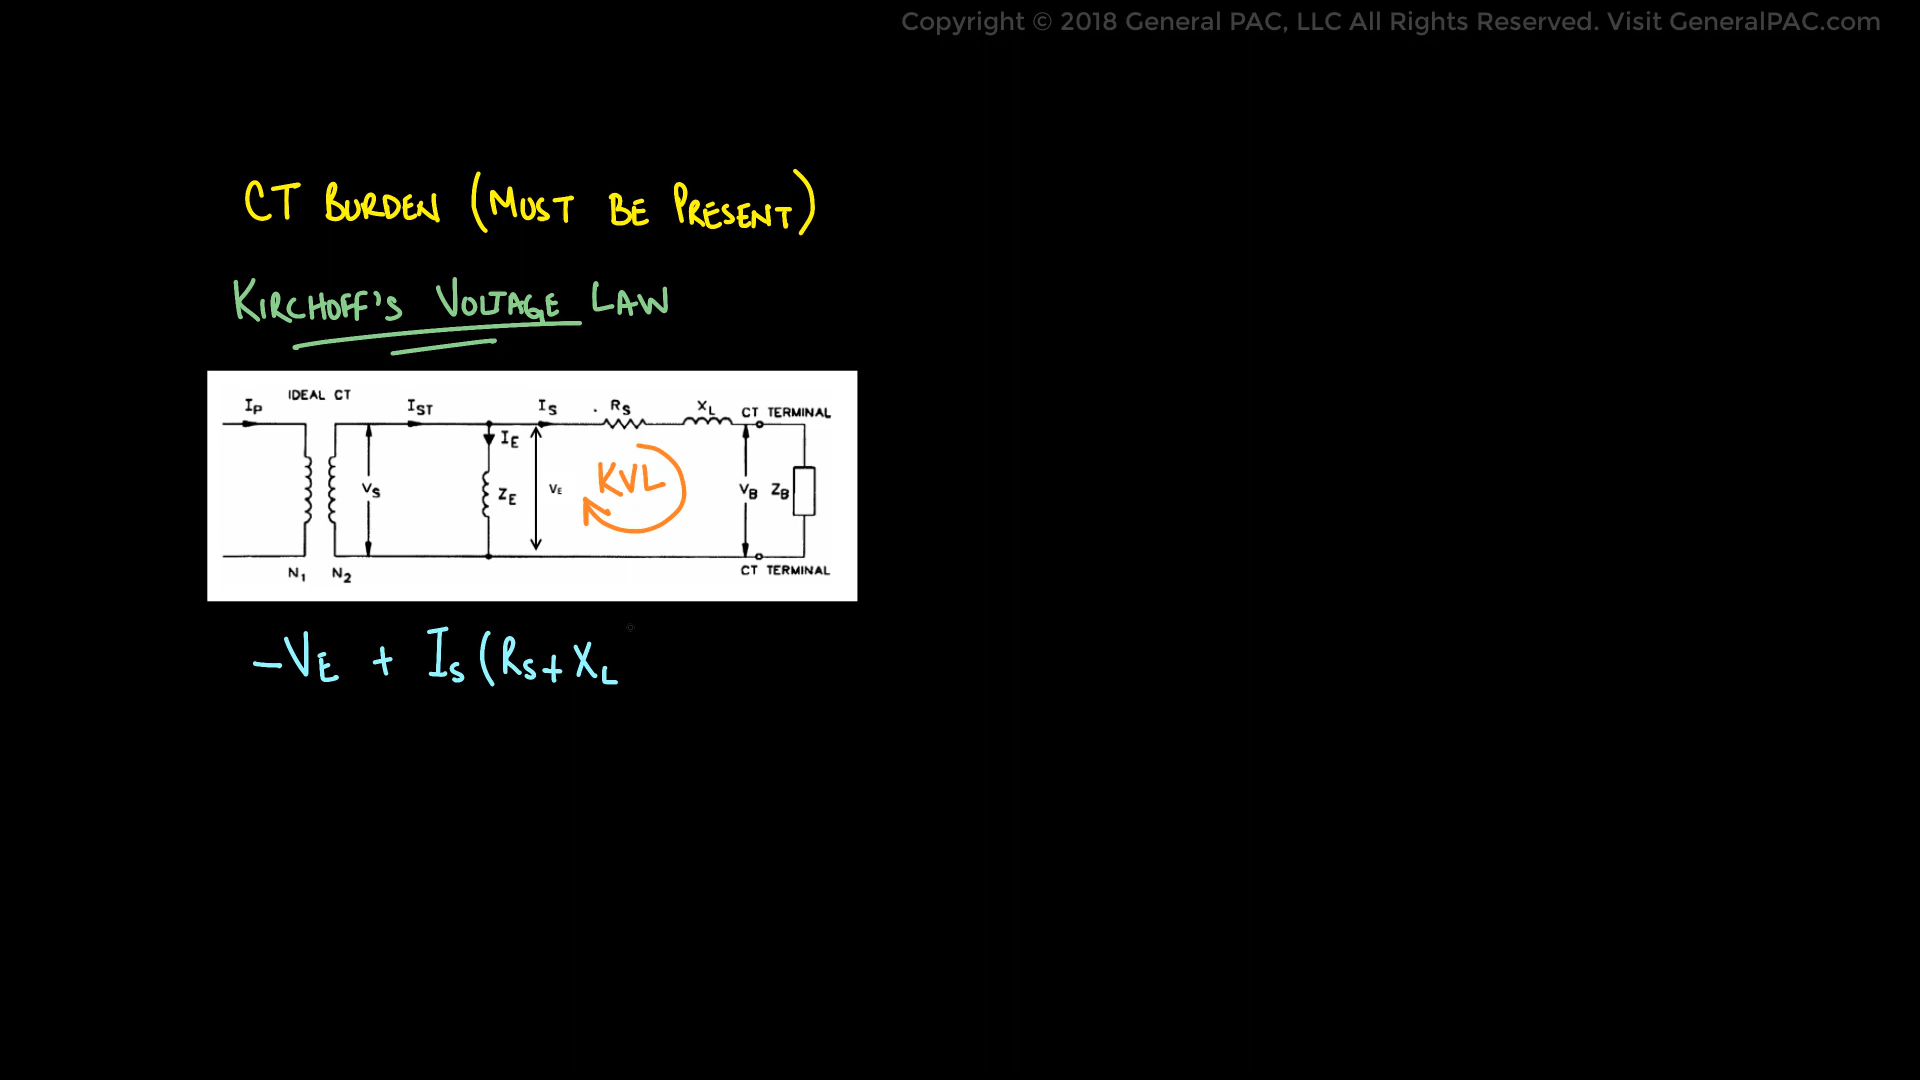 Copyright © 2018 General PAC, LLC All Rights Reserved. Visit GeneralPAC.com
CT BURDEN (MUST BE PRESENT)
KIRCHOFF'S VOLTAGE LAW
IDEAL CT
IP IST IS RS XL CT TERMINAL
IE
KVL
VS ZE VE VB ZB
N1 N2 CT TERMINAL
-VE + IS (RS + XL